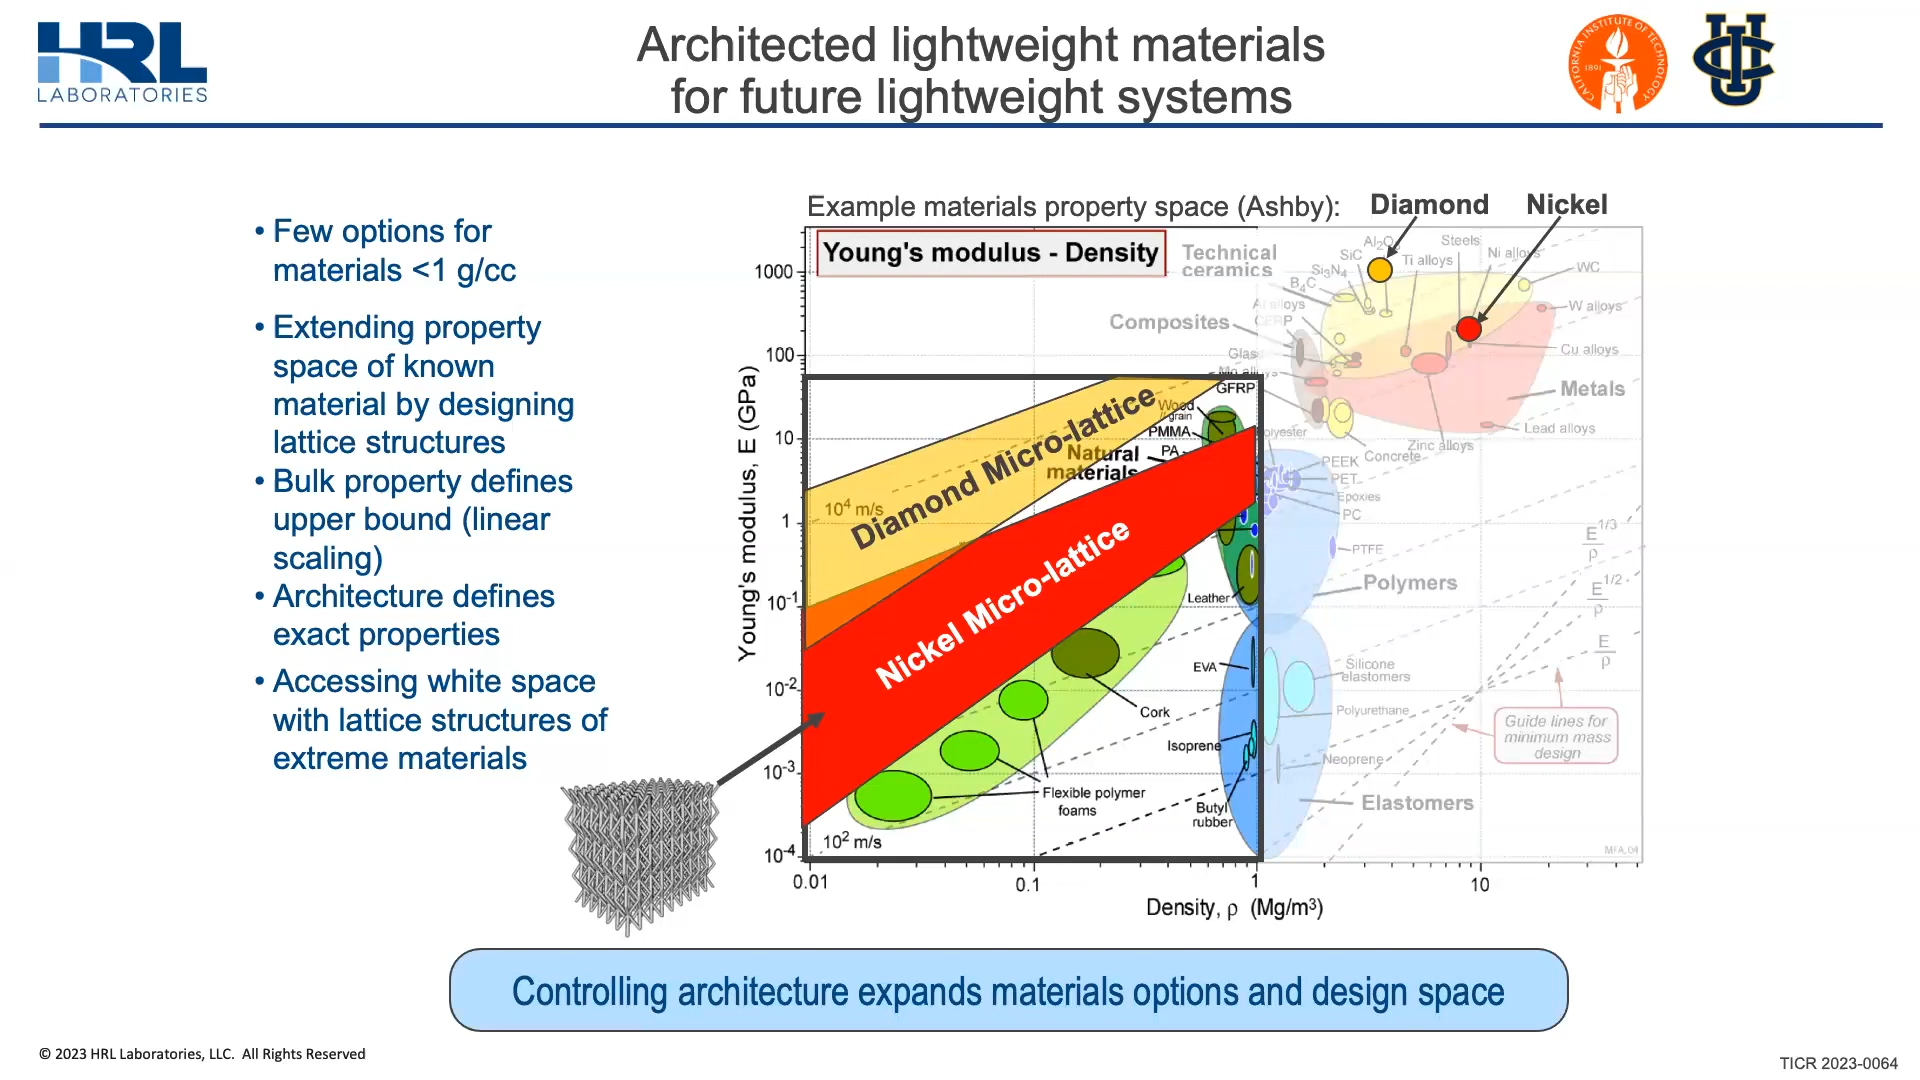 HRL
LABORATORIES
Architected lightweight materials
for future lightweight systems
CALIFORNIA INSTITUTE OF TECHNOLOGY
1891
• Few options for
materials <1 g/cc
• Extending property
space of known
material by designing
lattice structures
• Bulk property defines
upper bound (linear
scaling)
• Architecture defines
exact properties
• Accessing white space
with lattice structures of
extreme materials
Example materials property space (Ashby):
Diamond
Nickel
Young's modulus - Density
Technical
ceramics
Al₂O
SiC
Si₃N₄
B₄C
Steels
Ti alloys
Ni alloys
WC
W alloys
Al alloys
CFRP
Composites
Glass
Mg alloys
GFRP
Cu alloys
Metals
Lead alloys
Zinc alloys
Concrete
Wood
// grain
PMMA
PA
Natural
materials
olyester
PEEK
PET
Epoxies
PC
PTFE
Polymers
Leather
EVA
Silicone
elastomers
Polyurethane
Cork
Isoprene
Neoprene
Flexible polymer
foams
Butyl
rubber
Elastomers
Diamond Micro-lattice
Nickel Micro-lattice
10⁴ m/s
10² m/s
E^1/3
ρ
E^1/2
ρ
E
ρ
Guide lines for
minimum mass
design
MFA,04
Young's modulus, E (GPa)
1000
100
10
1
10⁻¹
10⁻²
10⁻³
10⁻⁴
0.01
0.1
1
10
Density, ρ (Mg/m³)
Controlling architecture expands materials options and design space
© 2023 HRL Laboratories, LLC. All Rights Reserved
TICR 2023-0064